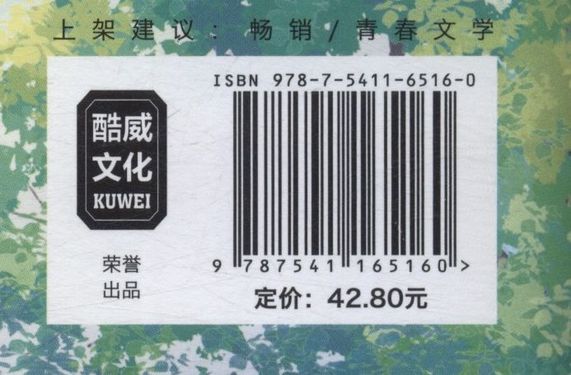 上架建议：畅销/青春文学
ISBN 978-7-5411-6516-0
酷威
文化
KUWEI
荣誉
出品
9 787541 165160 >
定价：42.80元